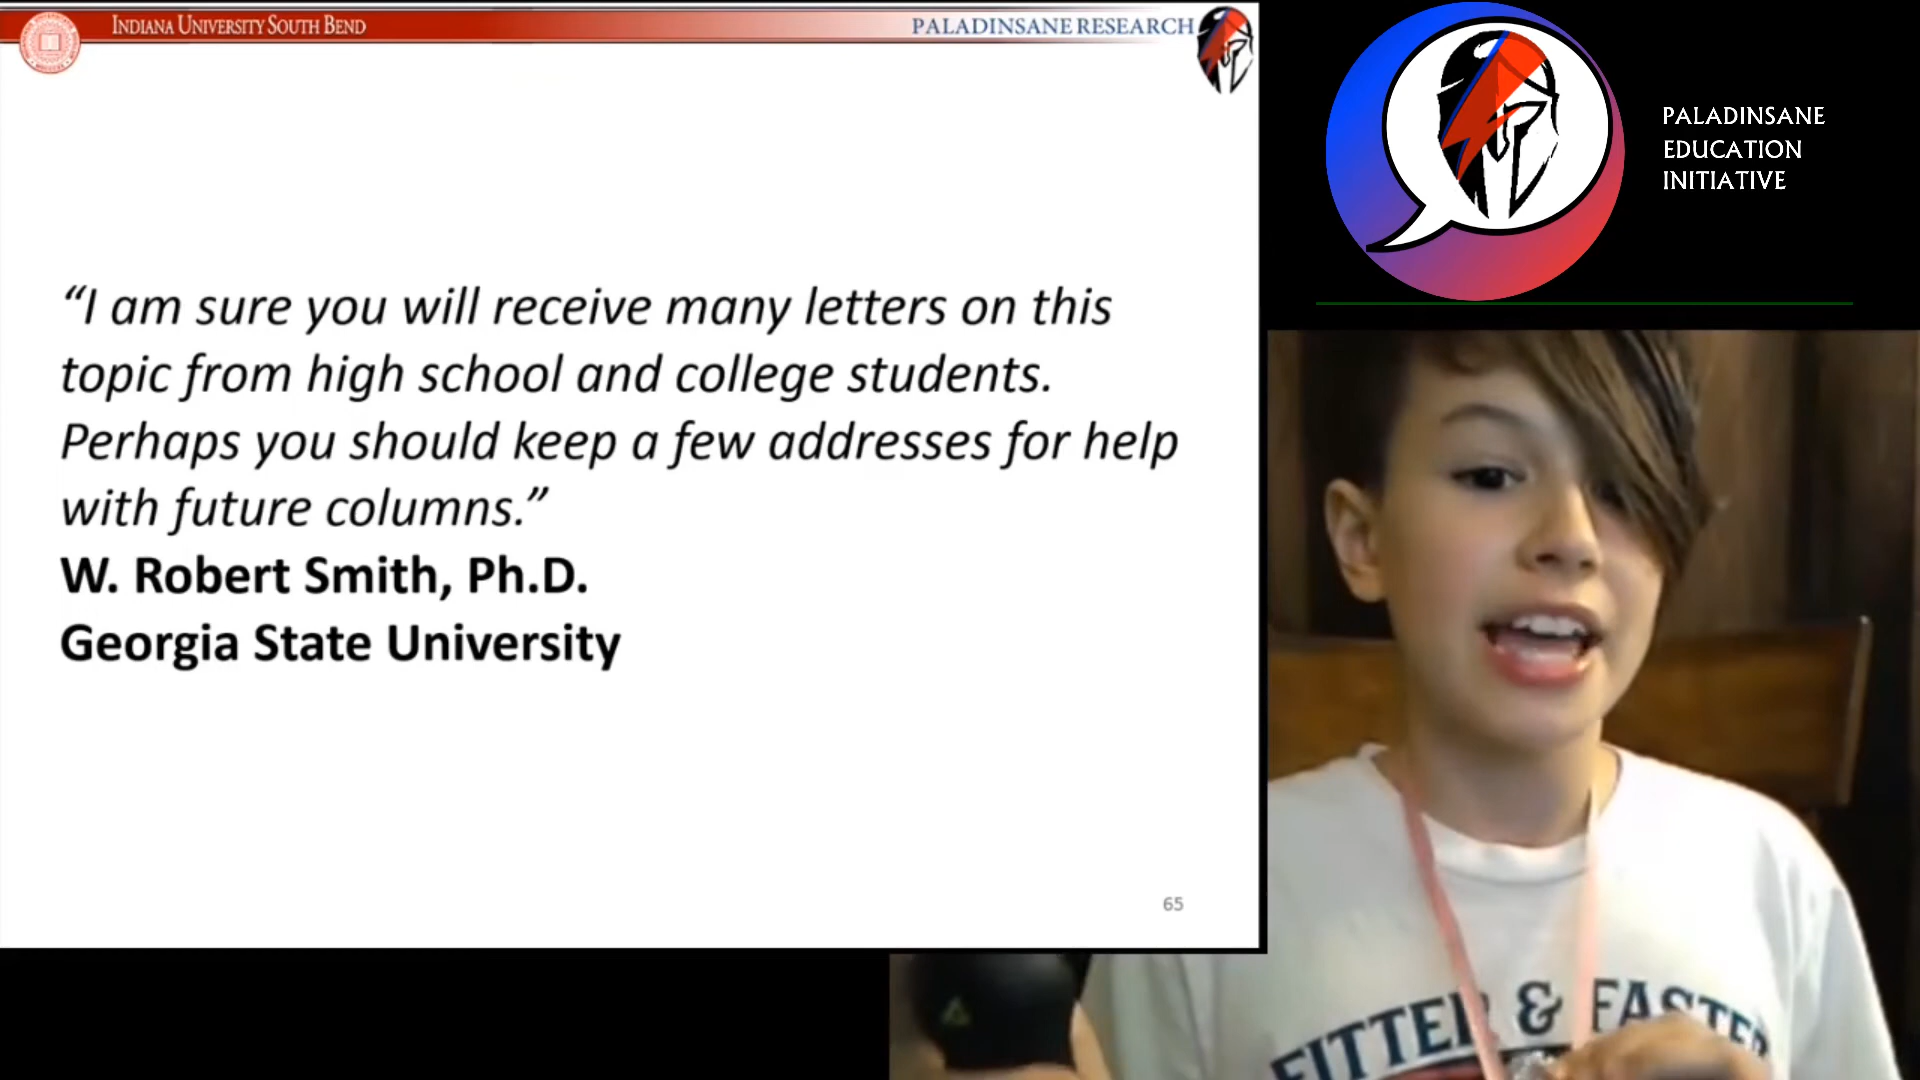 INDIANA UNIVERSITY SOUTH BEND
PALADINSANE RESEARCH
“I am sure you will receive many letters on this
topic from high school and college students.
Perhaps you should keep a few addresses for help
with future columns.”
W. Robert Smith, Ph.D.
Georgia State University
65
PALADINSANE
EDUCATION
INITIATIVE
FITTER & FASTER